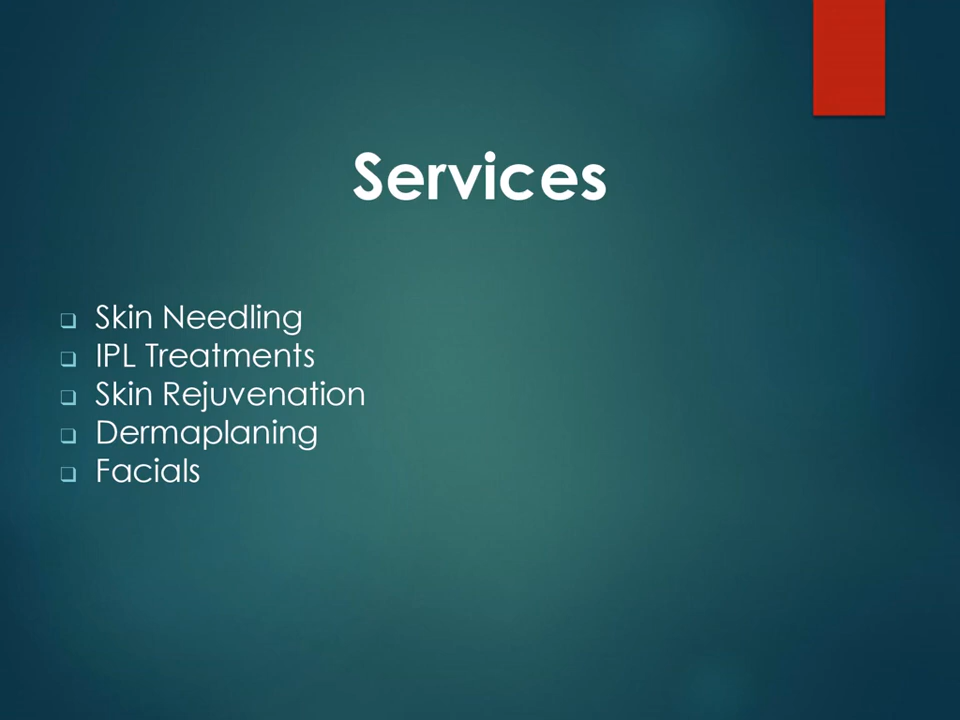 Services
Skin Needling
IPL Treatments
Skin Rejuvenation
Dermaplaning
Facials